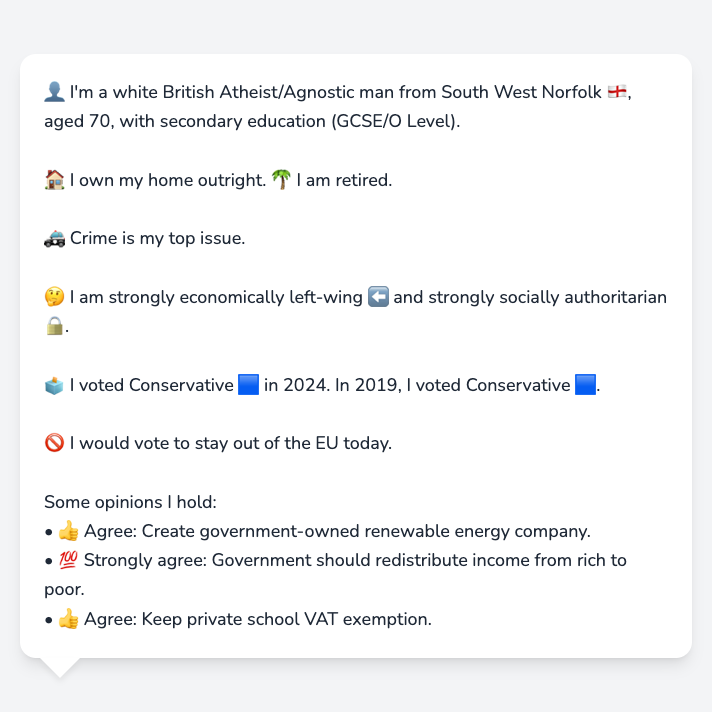 👤 I'm a white British Atheist/Agnostic man from South West Norfolk 🏴󠁧󠁢󠁥󠁮󠁧󠁿,
aged 70, with secondary education (GCSE/O Level).
🏠 I own my home outright. 🌴 I am retired.
🚓 Crime is my top issue.
🤔 I am strongly economically left-wing ⬅️ and strongly socially authoritarian
🔒.
🗳️ I voted Conservative 🟦 in 2024. In 2019, I voted Conservative 🟦.
🚫 I would vote to stay out of the EU today.
Some opinions I hold:
• 👍 Agree: Create government-owned renewable energy company.
• 💯 Strongly agree: Government should redistribute income from rich to
poor.
• 👍 Agree: Keep private school VAT exemption.